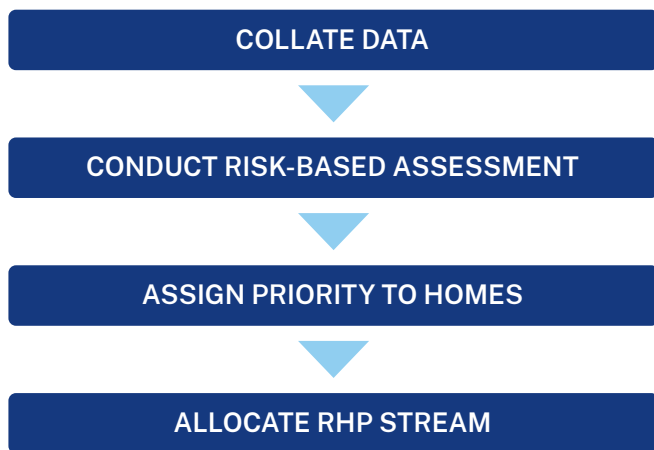 COLLATE DATA
CONDUCT RISK-BASED ASSESSMENT
ASSIGN PRIORITY TO HOMES
ALLOCATE RHP STREAM